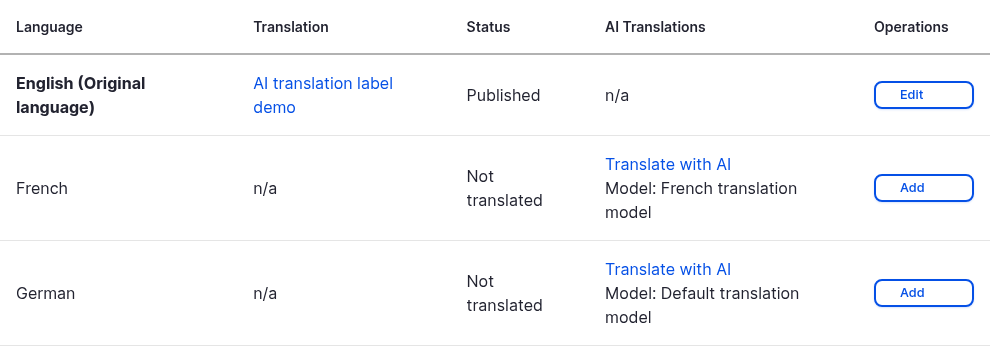 Language Translation Status AI Translations Operations
English (Original language) AI translation label demo Published n/a Edit
French n/a Not translated Translate with AI Model: French translation model Add
German n/a Not translated Translate with AI Model: Default translation model Add